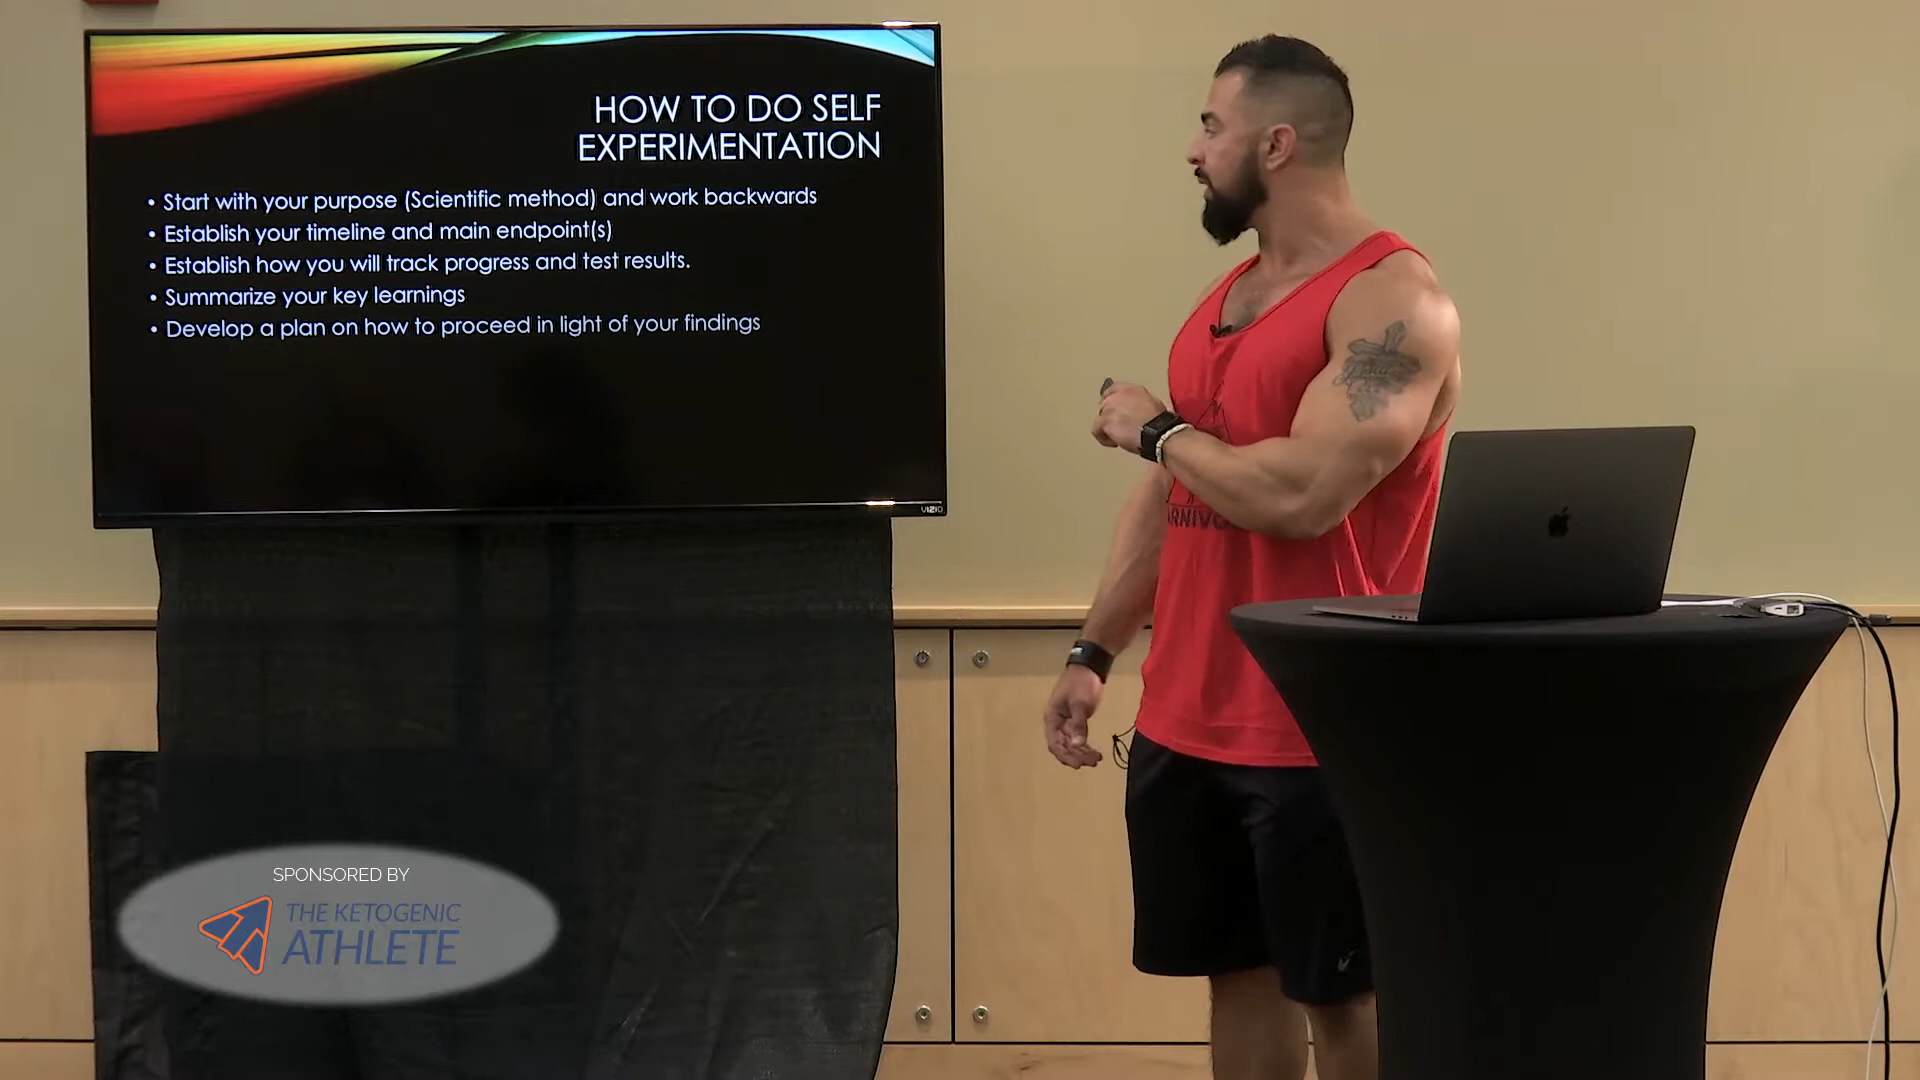 HOW TO DO SELF
EXPERIMENTATION
• Start with your purpose (Scientific method) and work backwards
• Establish your timeline and main endpoint(s)
• Establish how you will track progress and test results.
• Summarize your key learnings
• Develop a plan on how to proceed in light of your findings
VIZIO
SPONSORED BY
THE KETOGENIC
ATHLETE